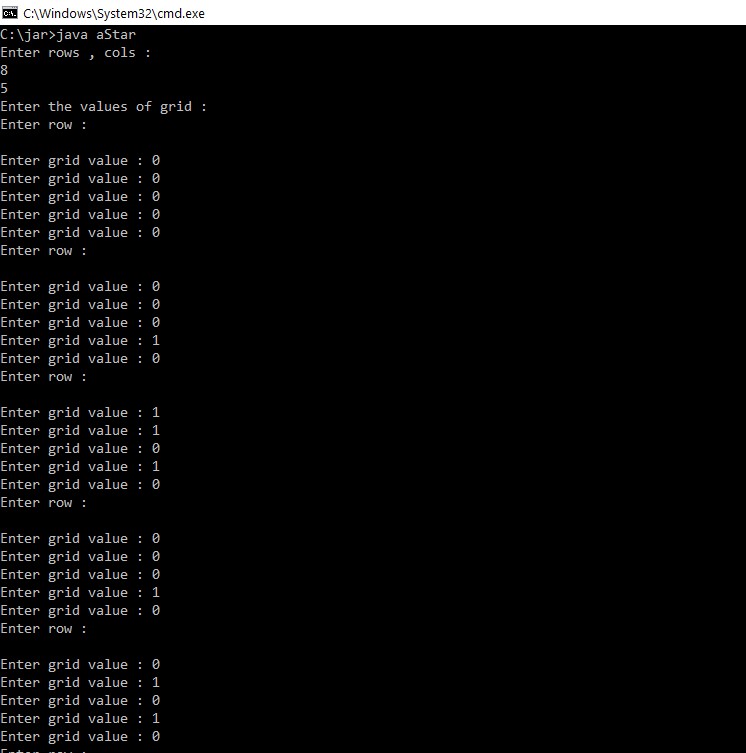 C:\Windows\System32\cmd.exe
C:\jar>java aStar
Enter rows , cols :
8
5
Enter the values of grid :
Enter row :
Enter grid value : 0
Enter grid value : 0
Enter grid value : 0
Enter grid value : 0
Enter grid value : 0
Enter row :
Enter grid value : 0
Enter grid value : 0
Enter grid value : 0
Enter grid value : 1
Enter grid value : 0
Enter row :
Enter grid value : 1
Enter grid value : 1
Enter grid value : 0
Enter grid value : 1
Enter grid value : 0
Enter row :
Enter grid value : 0
Enter grid value : 0
Enter grid value : 0
Enter grid value : 1
Enter grid value : 0
Enter row :
Enter grid value : 0
Enter grid value : 1
Enter grid value : 0
Enter grid value : 1
Enter grid value : 0
Enter row :